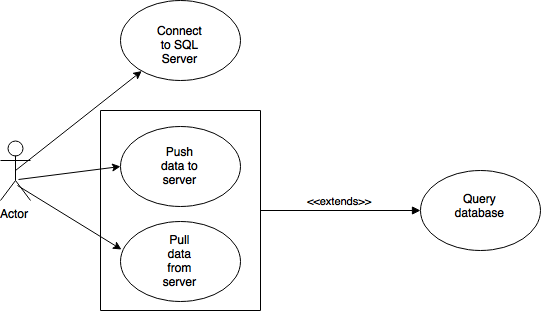 Connect
to SQL
Server
Push
data to
server
<<extends>>
Query
database
Actor
Pull
data
from
server